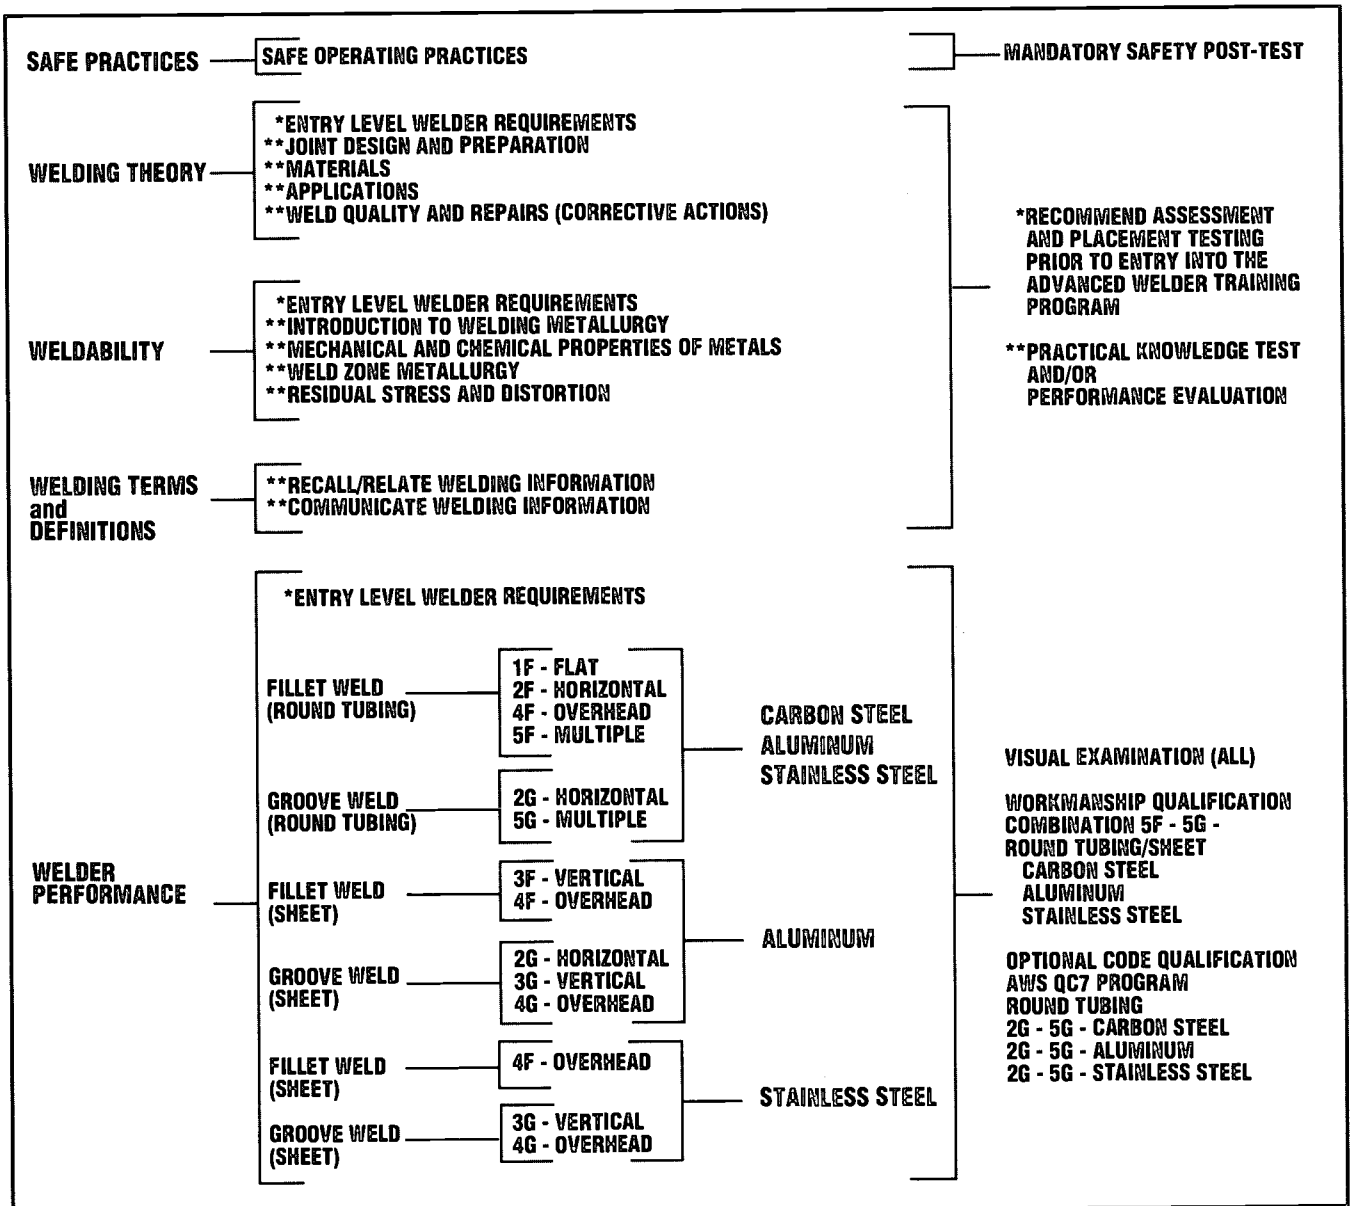 SAFE PRACTICES
SAFE OPERATING PRACTICES
MANDATORY SAFETY POST-TEST
WELDING THEORY
*ENTRY LEVEL WELDER REQUIREMENTS
**JOINT DESIGN AND PREPARATION
**MATERIALS
**APPLICATIONS
**WELD QUALITY AND REPAIRS (CORRECTIVE ACTIONS)
WELDABILITY
*ENTRY LEVEL WELDER REQUIREMENTS
**INTRODUCTION TO WELDING METALLURGY
**MECHANICAL AND CHEMICAL PROPERTIES OF METALS
**WELD ZONE METALLURGY
**RESIDUAL STRESS AND DISTORTION
WELDING TERMS
and
DEFINITIONS
**RECALL/RELATE WELDING INFORMATION
**COMMUNICATE WELDING INFORMATION
*RECOMMEND ASSESSMENT
AND PLACEMENT TESTING
PRIOR TO ENTRY INTO THE
ADVANCED WELDER TRAINING
PROGRAM
**PRACTICAL KNOWLEDGE TEST
AND/OR
PERFORMANCE EVALUATION
WELDER
PERFORMANCE
*ENTRY LEVEL WELDER REQUIREMENTS
FILLET WELD
(ROUND TUBING)
1F - FLAT
2F - HORIZONTAL
4F - OVERHEAD
5F - MULTIPLE
GROOVE WELD
(ROUND TUBING)
2G - HORIZONTAL
5G - MULTIPLE
CARBON STEEL
ALUMINUM
STAINLESS STEEL
FILLET WELD
(SHEET)
3F - VERTICAL
4F - OVERHEAD
GROOVE WELD
(SHEET)
2G - HORIZONTAL
3G - VERTICAL
4G - OVERHEAD
ALUMINUM
FILLET WELD
(SHEET)
4F - OVERHEAD
GROOVE WELD
(SHEET)
3G - VERTICAL
4G - OVERHEAD
STAINLESS STEEL
VISUAL EXAMINATION (ALL)
WORKMANSHIP QUALIFICATION
COMBINATION 5F - 5G -
ROUND TUBING/SHEET
CARBON STEEL
ALUMINUM
STAINLESS STEEL
OPTIONAL CODE QUALIFICATION
AWS QC7 PROGRAM
ROUND TUBING
2G - 5G - CARBON STEEL
2G - 5G - ALUMINUM
2G - 5G - STAINLESS STEEL